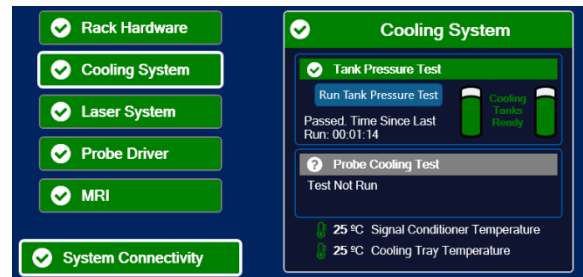 Rack Hardware
Cooling System
Laser System
Probe Driver
MRI
System Connectivity
Cooling System
Tank Pressure Test
Run Tank Pressure Test
Passed. Time Since Last
Run: 00:01:14
Cooling
Tanks
Ready
Probe Cooling Test
Test Not Run
25 ºC Signal Conditioner Temperature
25 ºC Cooling Tray Temperature